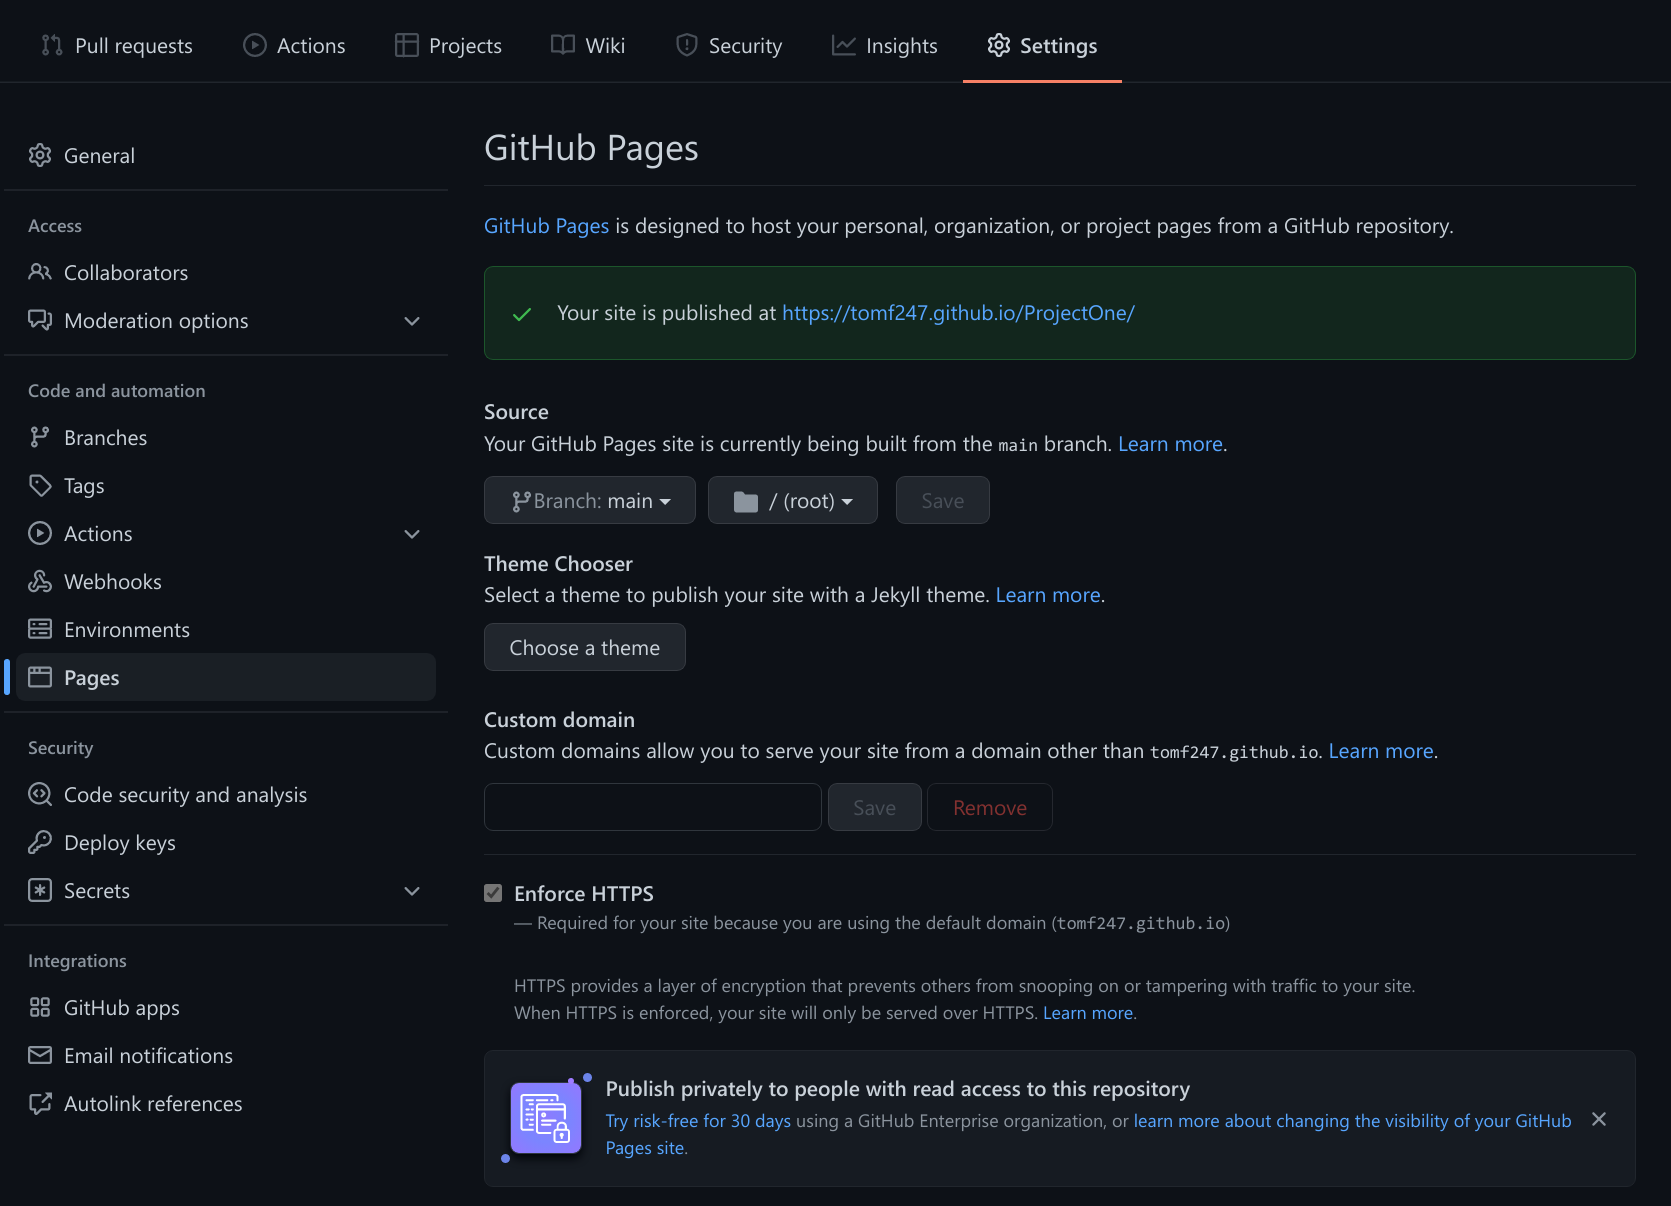 Pull requests Actions Projects Wiki Security Insights Settings
General
Access
Collaborators
Moderation options
Code and automation
Branches
Tags
Actions
Webhooks
Environments
Pages
Security
Code security and analysis
Deploy keys
Secrets
Integrations
GitHub apps
Email notifications
Autolink references
GitHub Pages
GitHub Pages is designed to host your personal, organization, or project pages from a GitHub repository.
Your site is published at https://tomf247.github.io/ProjectOne/
Source
Your GitHub Pages site is currently being built from the main branch. Learn more.
Branch: main / (root) Save
Theme Chooser
Select a theme to publish your site with a Jekyll theme. Learn more.
Choose a theme
Custom domain
Custom domains allow you to serve your site from a domain other than tomf247.github.io. Learn more.
Save Remove
Enforce HTTPS
— Required for your site because you are using the default domain (tomf247.github.io)
HTTPS provides a layer of encryption that prevents others from snooping on or tampering with traffic to your site.
When HTTPS is enforced, your site will only be served over HTTPS. Learn more.
Publish privately to people with read access to this repository
Try risk-free for 30 days using a GitHub Enterprise organization, or learn more about changing the visibility of your GitHub
Pages site.